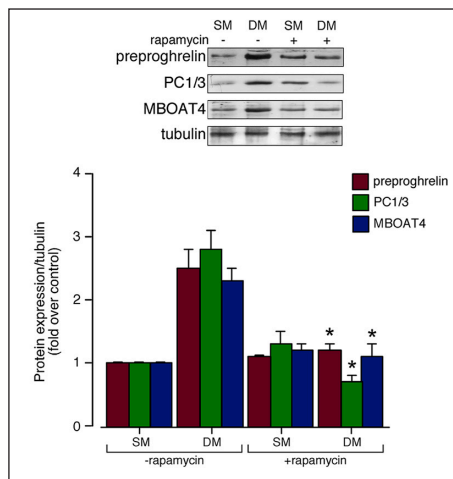 SM DM SM DM
rapamycin - - + +
preproghrelin
PC1/3
MBOAT4
tubulin
4
3
2
1
0
Protein expression/tubulin
(fold over control)
preproghrelin
PC1/3
MBOAT4
* * *
SM DM SM DM
-rapamycin +rapamycin